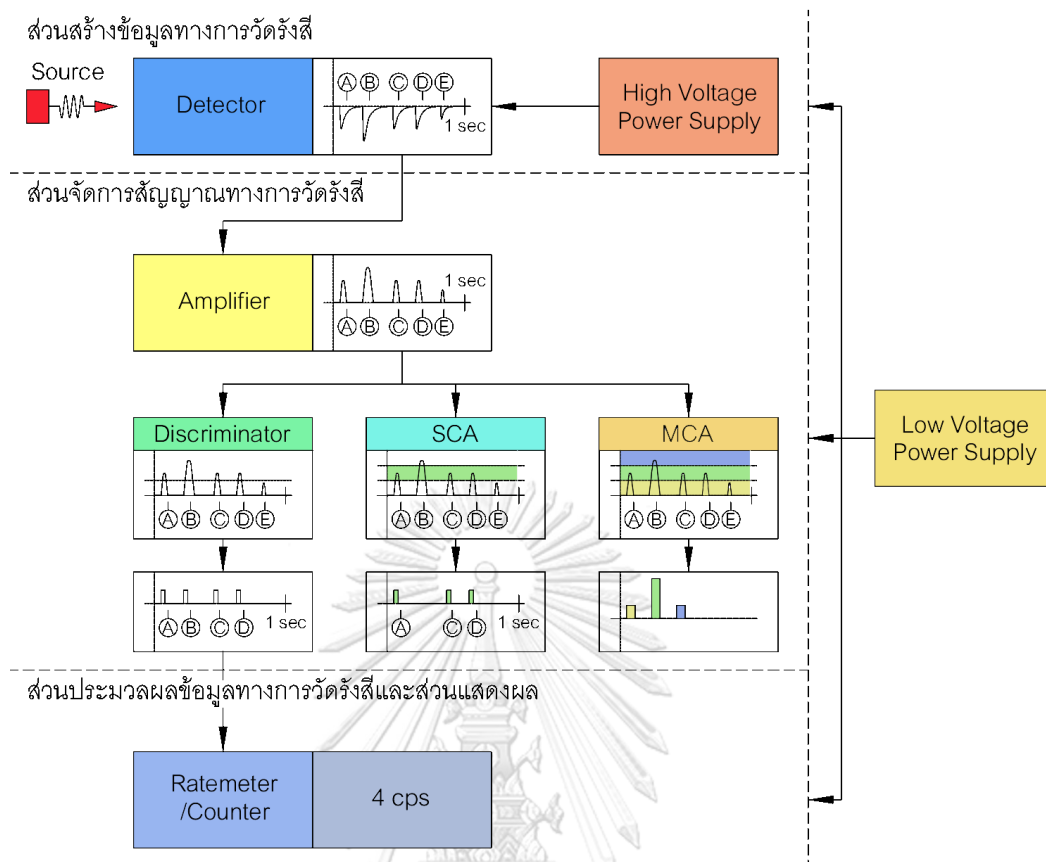 ส่วนสร้างข้อมูลทางการวัดรังสี
Source
Detector
A B C D E
1 sec
High Voltage
Power Supply
ส่วนจัดการสัญญาณทางการวัดรังสี
Amplifier
1 sec
A B C D E
Low Voltage
Power Supply
Discriminator
A B C D E
SCA
A B C D E
MCA
A B C D E
A B C D 1 sec
A C D 1 sec
ส่วนประมวลผลข้อมูลทางการวัดรังสีและส่วนแสดงผล
Ratemeter
/Counter
4 cps